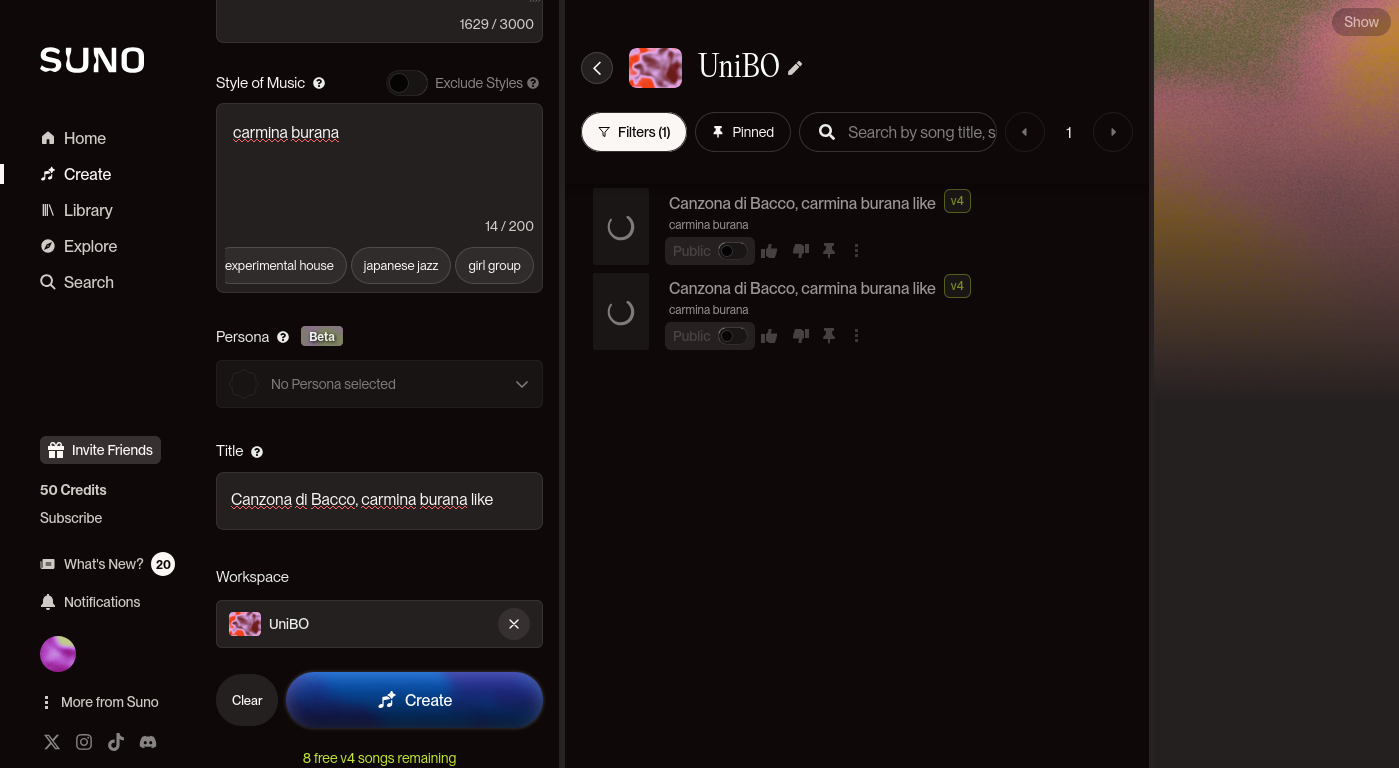 SUNO
Home
Create
Library
Explore
Search
Invite Friends
50 Credits
Subscribe
What's New? 20
Notifications
More from Suno
1629 / 3000
Style of Music
Exclude Styles
carmina burana
14 / 200
experimental house
japanese jazz
girl group
Persona
Beta
No Persona selected
Title
Canzona di Bacco, carmina burana like
Workspace
UniBO
Clear
Create
8 free v4 songs remaining
UniBO
Filters (1)
Pinned
Search by song title, s
1
Canzona di Bacco, carmina burana like v4
carmina burana
Public
Canzona di Bacco, carmina burana like v4
carmina burana
Public
Show